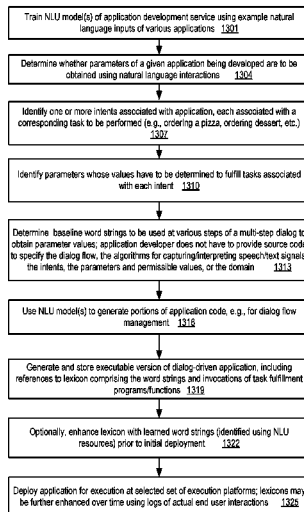 Train NLU model(s) of application development service using example
natural language inputs of various applications 1301
Determine whether parameters of a given application being developed are to be
obtained using natural language interactions
1304
Identify one or more intents associated with application, each associated with a
corresponding task to be performed (e.g., ordering a pizza, ordering dessert, etc.)
1307
Identify parameters whose values have to be determined to fulfill tasks associated
with each intent 1310
Determine baseline word strings to be used at various steps of a multi-step dialog to
obtain parameter values; application developer does not have to provide source code
to specify the dialog flow, the algorithms for capturing/interpreting speech/text signals,
the intents, the parameters and permissible values, or the domain 1313
Use NLU model(s) to generate portions of application code, e.g., for dialog flow
management 1316
Generate and store executable version of dialog-driven application, including
references to lexicon comprising the word strings and invocations of task fulfillment
programs/functions 1319
Optionally, enhance lexicon with learned word strings (identified using NLU
resources) prior to initial deployment
1322
Deploy application for execution at selected set of execution platforms; lexicons may
be further enhanced over time using logs of actual end user interactions 1325